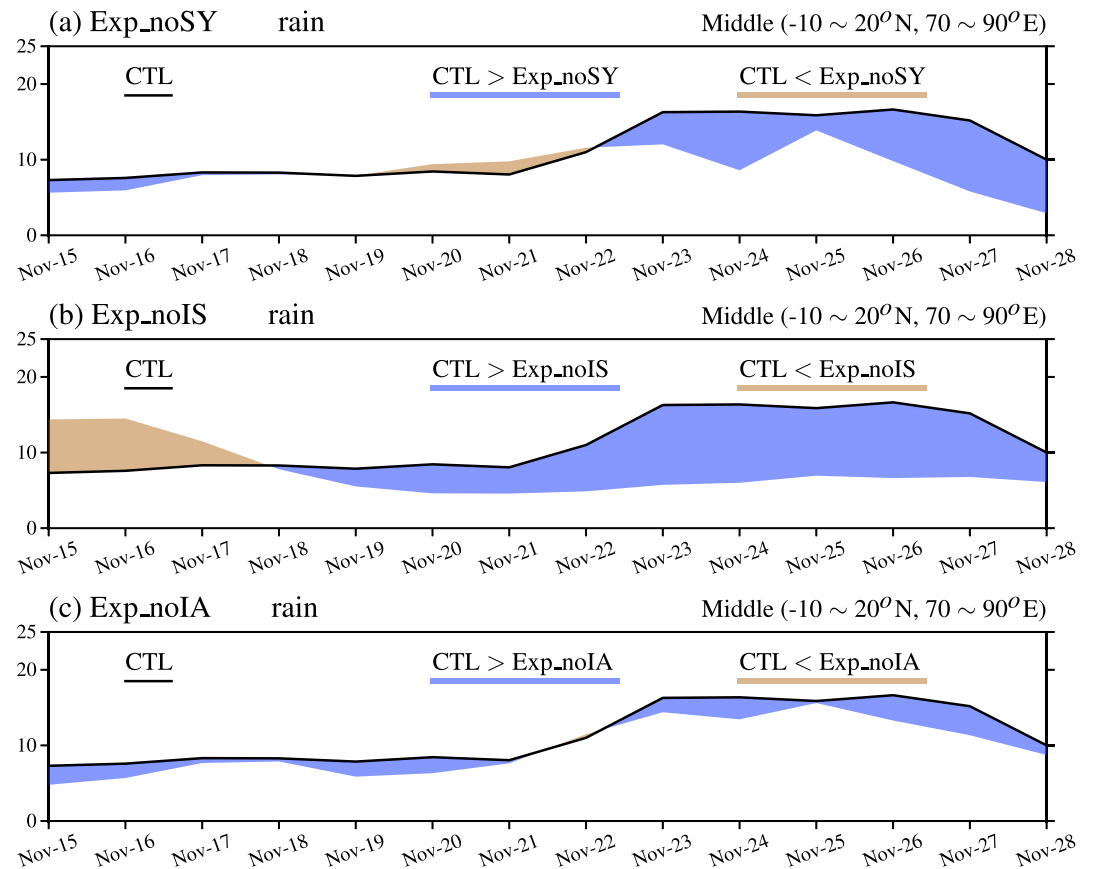 (a) Exp_noSY rain Middle (-10 ∼ 20°N, 70 ∼ 90°E)
25
CTL CTL > Exp_noSY CTL < Exp_noSY
20
10
0
Nov-15 Nov-16 Nov-17 Nov-18 Nov-19 Nov-20 Nov-21 Nov-22 Nov-23 Nov-24 Nov-25 Nov-26 Nov-27 Nov-28
(b) Exp_noIS rain Middle (-10 ∼ 20°N, 70 ∼ 90°E)
25
CTL CTL > Exp_noIS CTL < Exp_noIS
20
10
0
Nov-15 Nov-16 Nov-17 Nov-18 Nov-19 Nov-20 Nov-21 Nov-22 Nov-23 Nov-24 Nov-25 Nov-26 Nov-27 Nov-28
(c) Exp_noIA rain Middle (-10 ∼ 20°N, 70 ∼ 90°E)
25
CTL CTL > Exp_noIA CTL < Exp_noIA
20
10
0
Nov-15 Nov-16 Nov-17 Nov-18 Nov-19 Nov-20 Nov-21 Nov-22 Nov-23 Nov-24 Nov-25 Nov-26 Nov-27 Nov-28